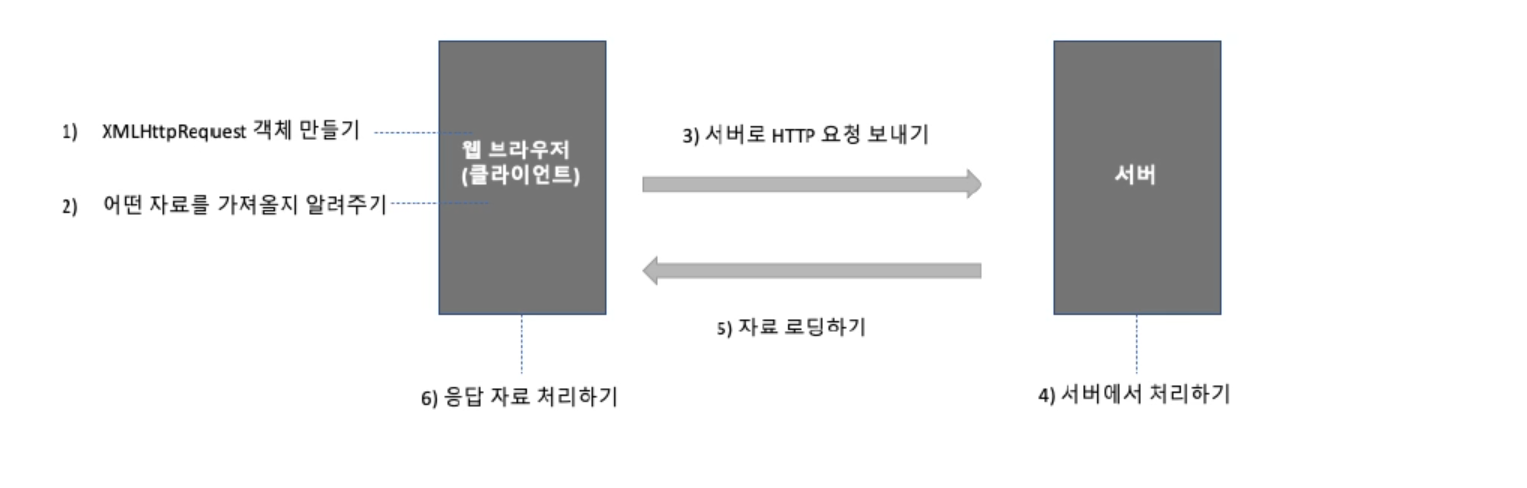 1) XMLHttpRequest 객체 만들기
2) 어떤 자료를 가져올지 알려주기
웹 브라우저
(클라이언트)
3) 서버로 HTTP 요청 보내기
서버
5) 자료 로딩하기
6) 응답 자료 처리하기
4) 서버에서 처리하기